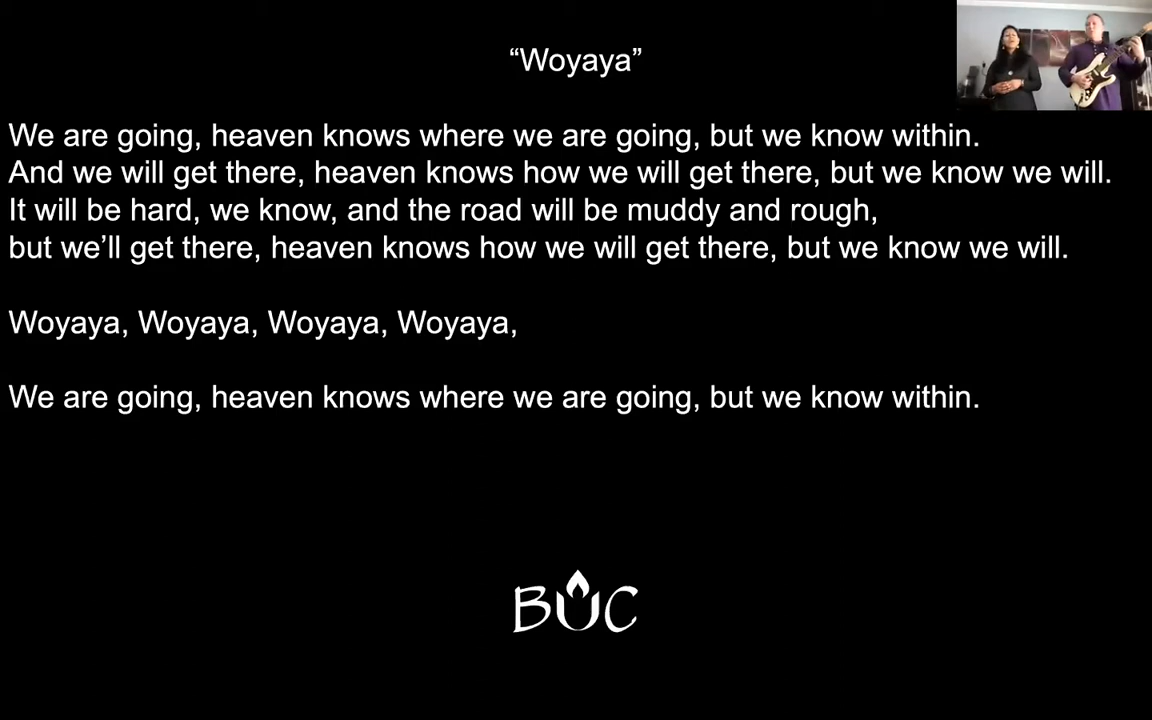 “Woyaya”
We are going, heaven knows where we are going, but we know within.
And we will get there, heaven knows how we will get there, but we know we will.
It will be hard, we know, and the road will be muddy and rough,
but we’ll get there, heaven knows how we will get there, but we know we will.
Woyaya, Woyaya, Woyaya, Woyaya,
We are going, heaven knows where we are going, but we know within.
BUC